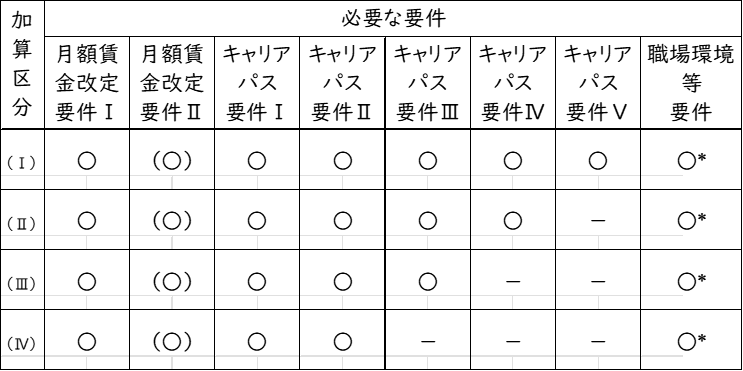 加算区分 必要な要件
月額賃金改定要件Ⅰ 月額賃金改定要件Ⅱ キャリアパス要件Ⅰ キャリアパス要件Ⅱ キャリアパス要件Ⅲ キャリアパス要件Ⅳ キャリアパス要件Ⅴ 職場環境等要件
(Ⅰ) ○ (○) ○ ○ ○ ○ ○ ○*
(Ⅱ) ○ (○) ○ ○ ○ ○ － ○*
(Ⅲ) ○ (○) ○ ○ ○ － － ○*
(Ⅳ) ○ (○) ○ ○ － － － ○*